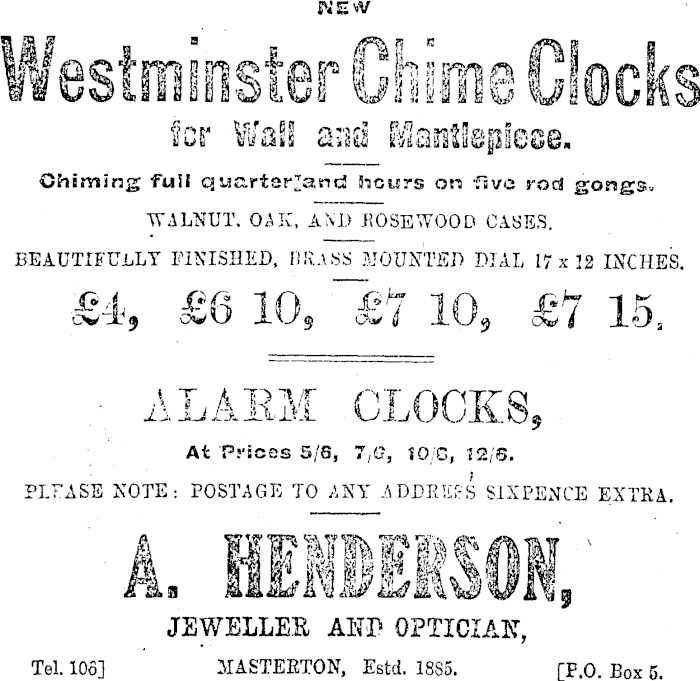 NEW
Westminster Chime Clocks
for Wall and Mantlepiece.
Chiming full quarter and hours on five rod gongs.
WALNUT, OAK, AND ROSEWOOD CASES.
BEAUTIFULLY FINISHED, BRASS MOUNTED DIAL 17 x 12 INCHES.
£4, £6 10, £7 10, £7 15.
ALARM CLOCKS,
At Prices 5/6, 7/6, 10/6, 12/6.
PLEASE NOTE: POSTAGE TO ANY ADDRESS SIXPENCE EXTRA.
A. HENDERSON,
JEWELLER AND OPTICIAN,
Tel. 106] MASTERTON, Estd. 1885. [P.O. Box 5.